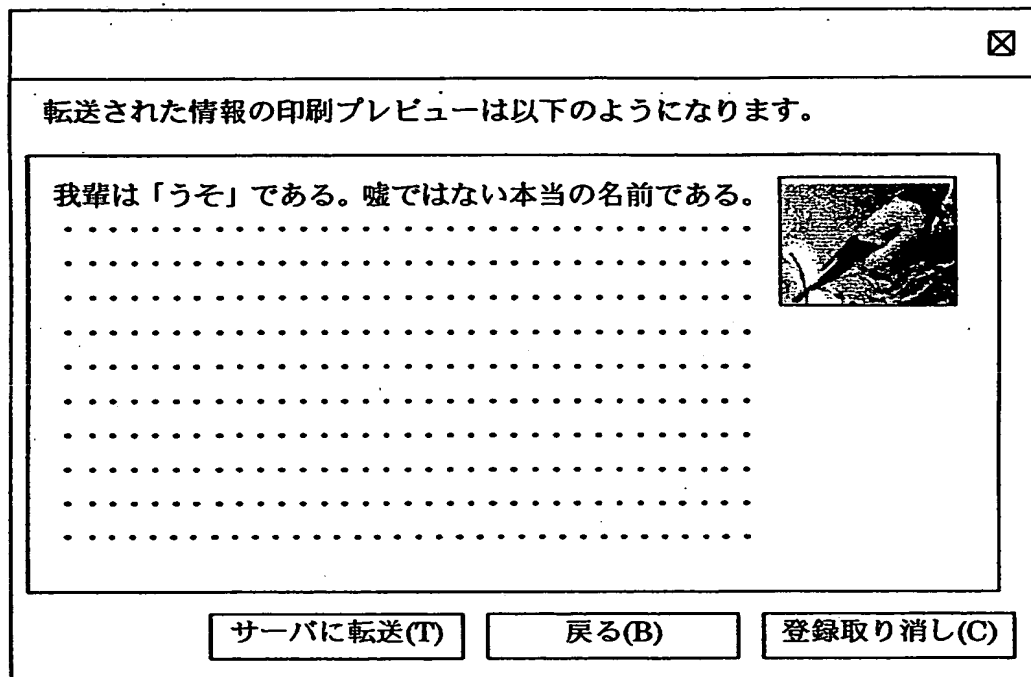 転送された情報の印刷プレビューは以下のようになります。
我輩は「うそ」である。嘘ではない本当の名前である。
サーバに転送(T) 戻る(B) 登録取り消し(C)